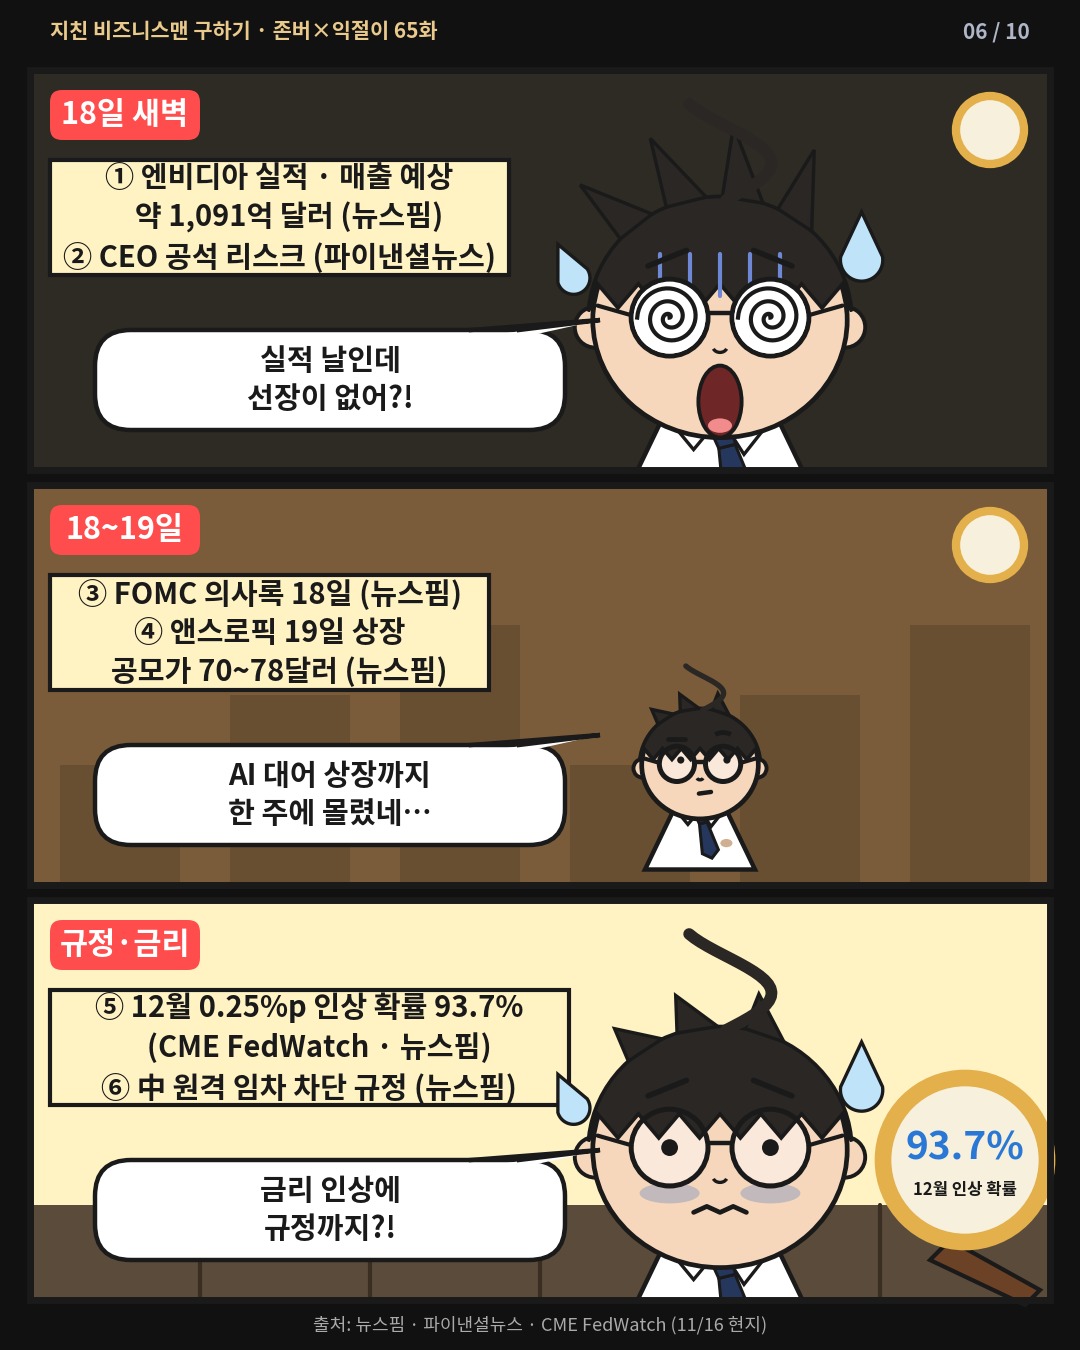 지친 비즈니스맨 구하기 · 존버×익절이 65화
06 / 10
18일 새벽
① 엔비디아 실적 · 매출 예상
약 1,091억 달러 (뉴스핌)
② CEO 공석 리스크 (파이낸셜뉴스)
실적 날인데
선장이 없어?!
18~19일
③ FOMC 의사록 18일 (뉴스핌)
④ 앤스로픽 19일 상장
공모가 70~78달러 (뉴스핌)
AI 대어 상장까지
한 주에 몰렸네…
규정·금리
⑤ 12월 0.25%p 인상 확률 93.7%
(CME FedWatch · 뉴스핌)
⑥ 中 원격 임차 차단 규정 (뉴스핌)
금리 인상에
규정까지?!
93.7%
12월 인상 확률
출처: 뉴스핌 · 파이낸셜뉴스 · CME FedWatch (11/16 현지)